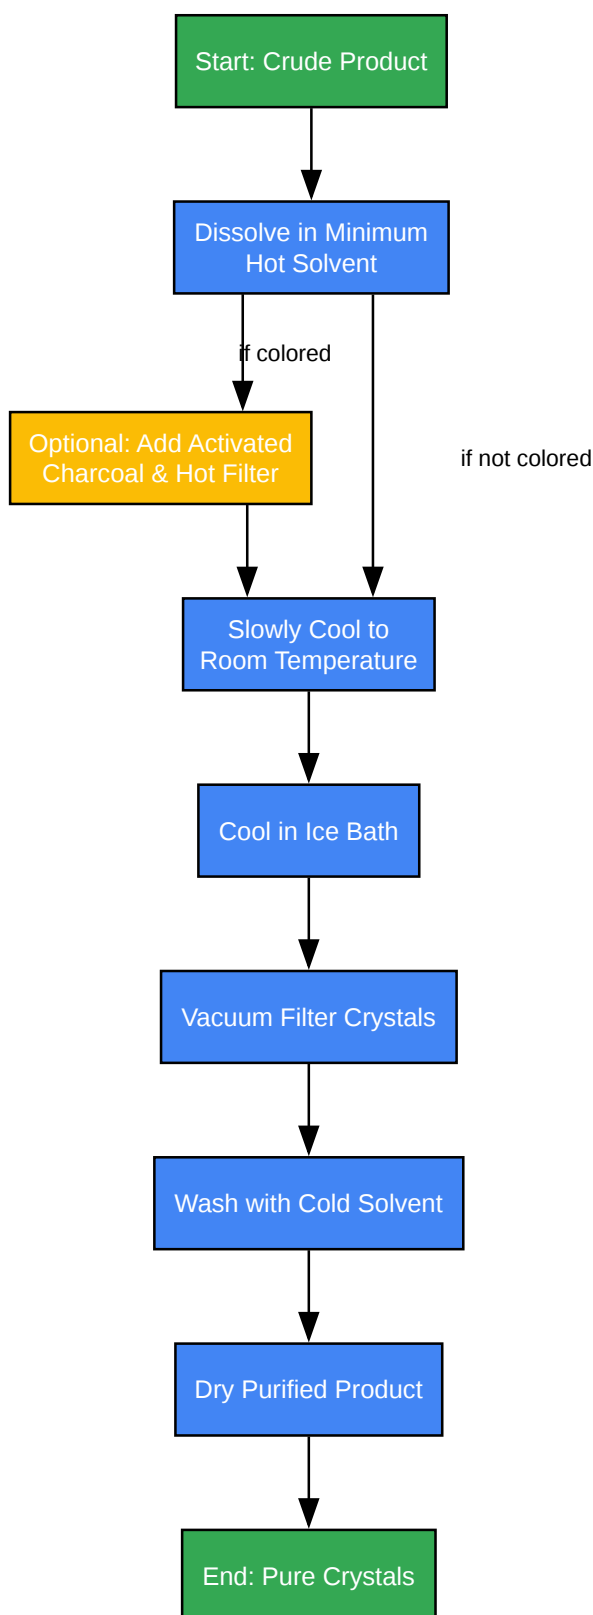 Start: Crude Product
Dissolve in Minimum
Hot Solvent
if colored
Optional: Add Activated
Charcoal & Hot Filter
if not colored
Slowly Cool to
Room Temperature
Cool in Ice Bath
Vacuum Filter Crystals
Wash with Cold Solvent
Dry Purified Product
End: Pure Crystals